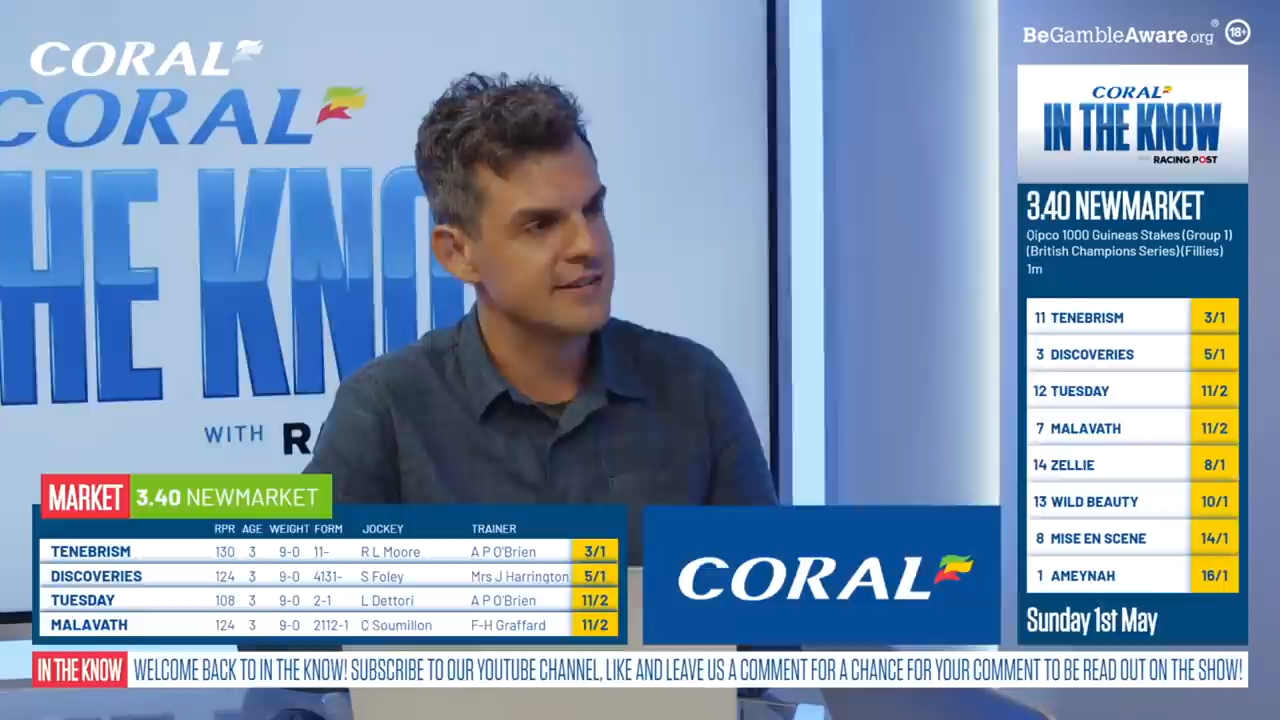 CORAL
CORAL
HE KNO
WITH RA
BeGambleAware.org® 18+
CORAL
IN THE KNOW
RACING POST
3.40 NEWMARKET
Qipco 1000 Guineas Stakes (Group 1)
(British Champions Series)(Fillies)
1m
11 TENEBRISM 3/1
3 DISCOVERIES 5/1
12 TUESDAY 11/2
7 MALAVATH 11/2
14 ZELLIE 8/1
13 WILD BEAUTY 10/1
8 MISE EN SCENE 14/1
1 AMEYNAH 16/1
Sunday 1st May
MARKET 3.40 NEWMARKET
RPR AGE WEIGHT FORM JOCKEY TRAINER
TENEBRISM 130 3 9-0 11- R L Moore A P O'Brien 3/1
DISCOVERIES 124 3 9-0 4131- S Foley Mrs J Harrington 5/1
TUESDAY 108 3 9-0 2-1 L Dettori A P O'Brien 11/2
MALAVATH 124 3 9-0 2112-1 C Soumillon F-H Graffard 11/2
CORAL
IN THE KNOW WELCOME BACK TO IN THE KNOW! SUBSCRIBE TO OUR YOUTUBE CHANNEL, LIKE AND LEAVE US A COMMENT FOR A CHANCE FOR YOUR COMMENT TO BE READ OUT ON THE SHOW!